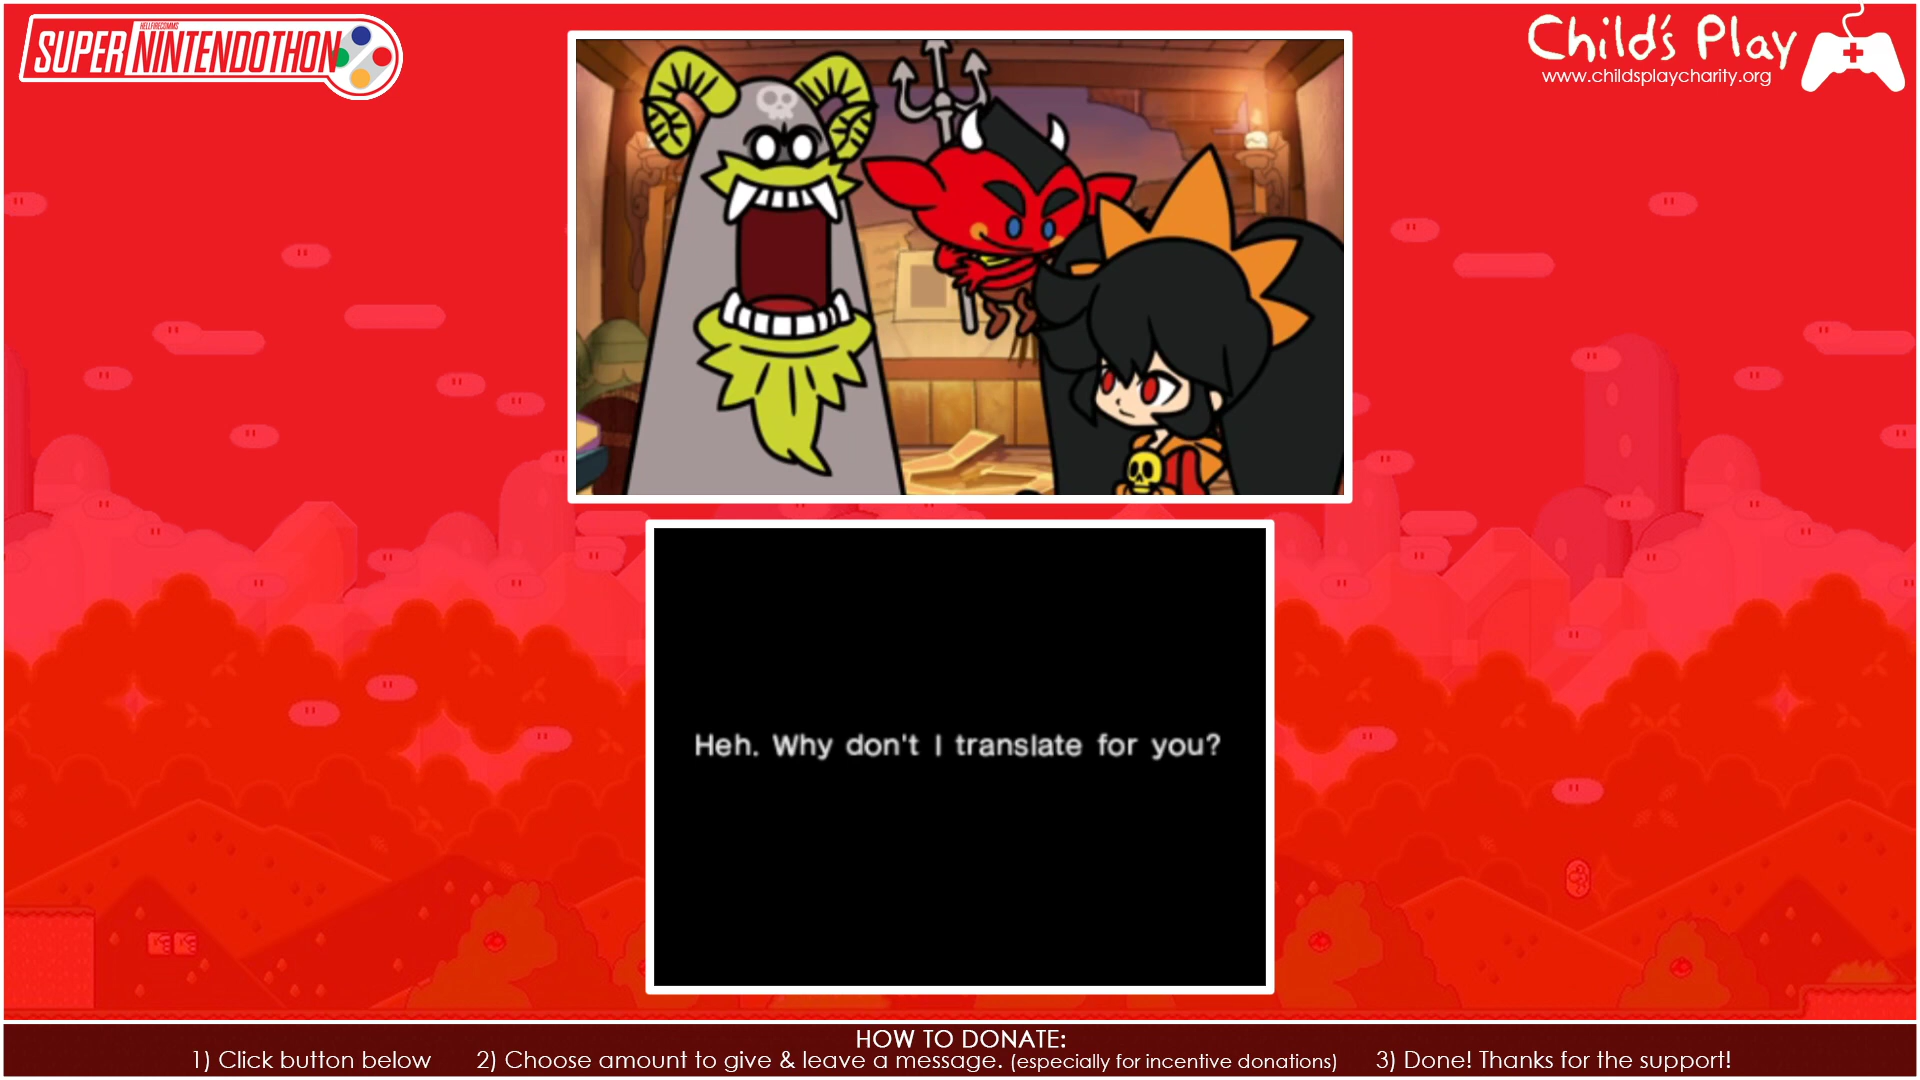 HELLFIRECOMMS
SUPER NINTENDOTHON
Child's Play
www.childsplaycharity.org
Heh. Why don't I translate for you?
HOW TO DONATE:
1) Click button below 2) Choose amount to give & leave a message. (especially for incentive donations) 3) Done! Thanks for the support!